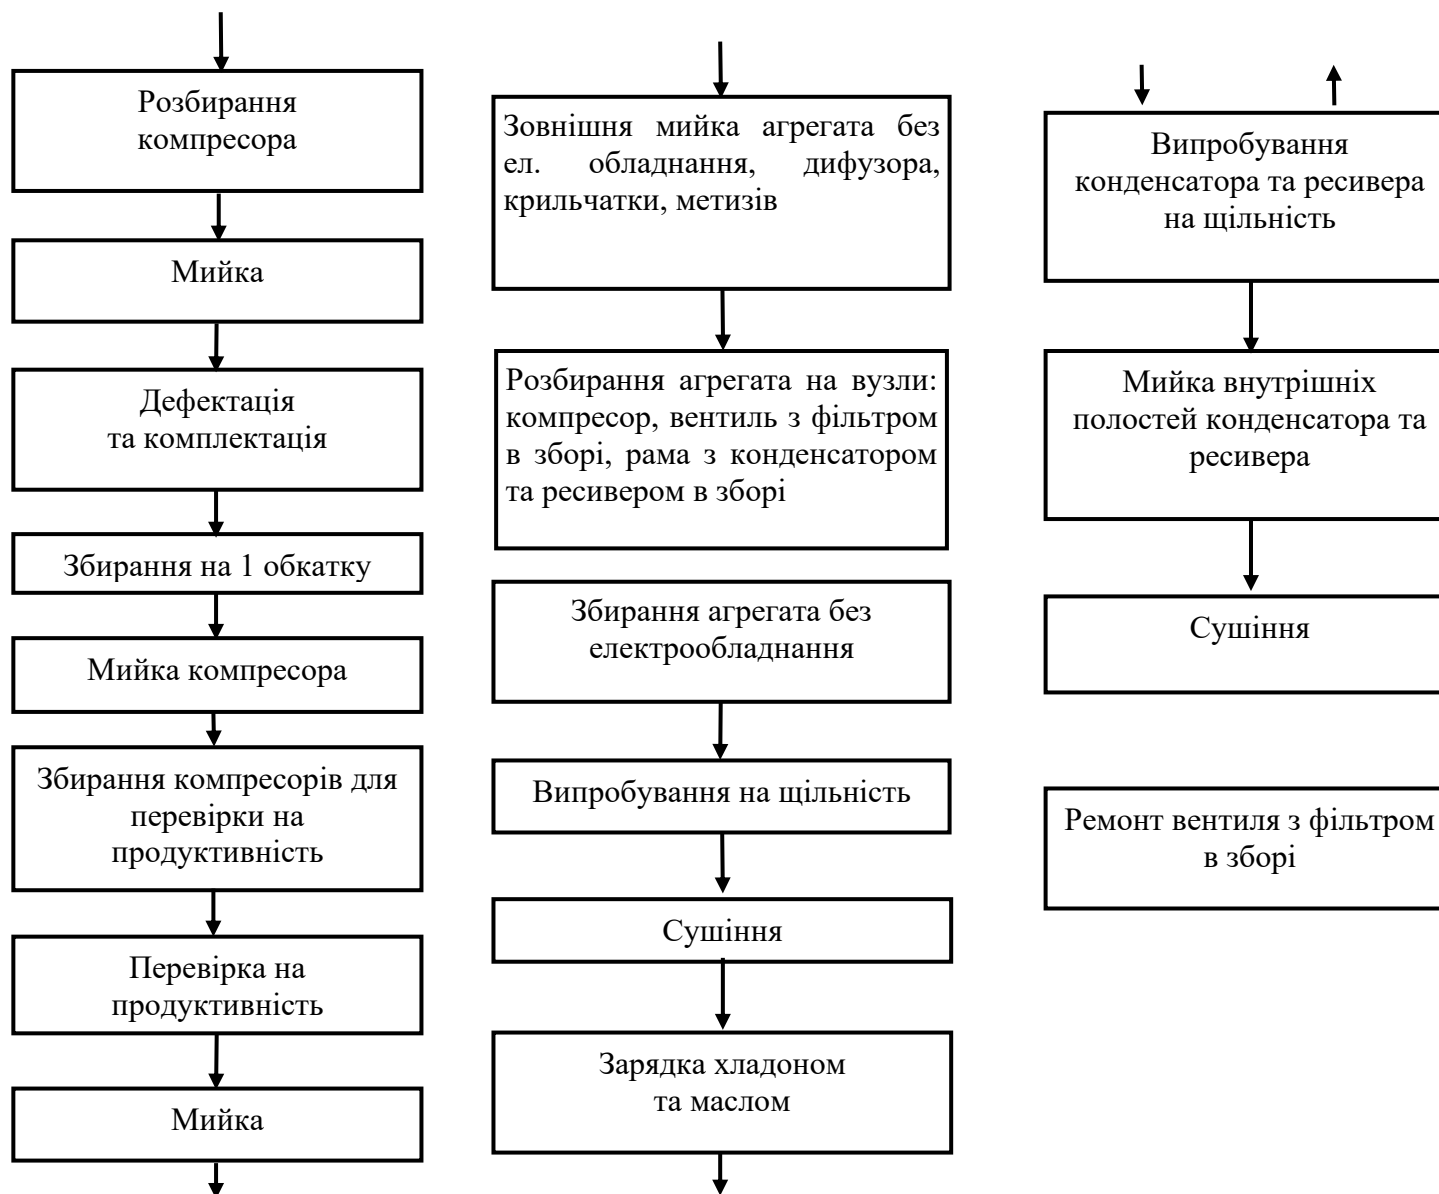 Розбирання
компресора
Мийка
Дефектація
та комплектація
Збирання на 1 обкатку
Мийка компресора
Збирання компресорів для
перевірки на
продуктивність
Перевірка на
продуктивність
Мийка
Зовнішня мийка агрегата без
ел. обладнання, дифузора,
крильчатки, метизів
Розбирання агрегата на вузли:
компресор, вентиль з фільтром
в зборі, рама з конденсатором
та ресивером в зборі
Збирання агрегата без
електрообладнання
Випробування на щільність
Сушіння
Зарядка хладоном
та маслом
Випробування
конденсатора та ресивера
на щільність
Мийка внутрішніх
полостей конденсатора та
ресивера
Сушіння
Ремонт вентиля з фільтром
в зборі